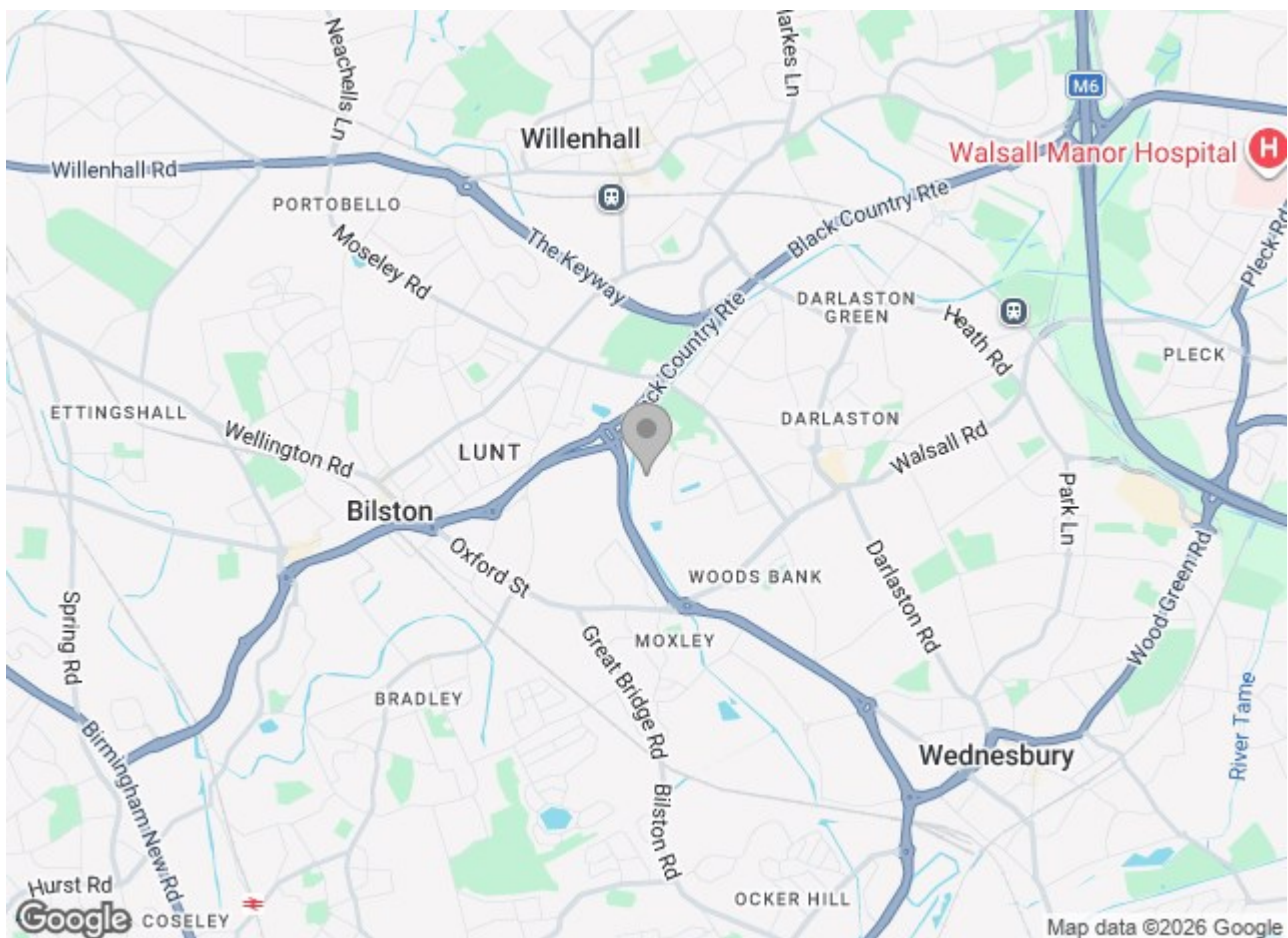 Neachells Ln
larkes Ln
M6
Willenhall
Walsall Manor Hospital
H
Willenhall Rd
PORTOBELLO
Black Country Rte
Moseley Rd
The Keyway
Pleck Rd
DARLASTON
GREEN
Heath Rd
ck Country Rte
PLECK
ETTINGSHALL
DARLASTON
Wellington Rd
LUNT
Walsall Rd
Bilston
Park Ln
Oxford St
Darlaston Rd
WOODS BANK
Wood Green Rd
Spring Rd
MOXLEY
Great Bridge Rd
BRADLEY
River Tame
Birmingham New Rd
Wednesbury
Bilston Rd
Hurst Rd
OCKER HILL
Google
COSELEY
Map data ©2026 Google